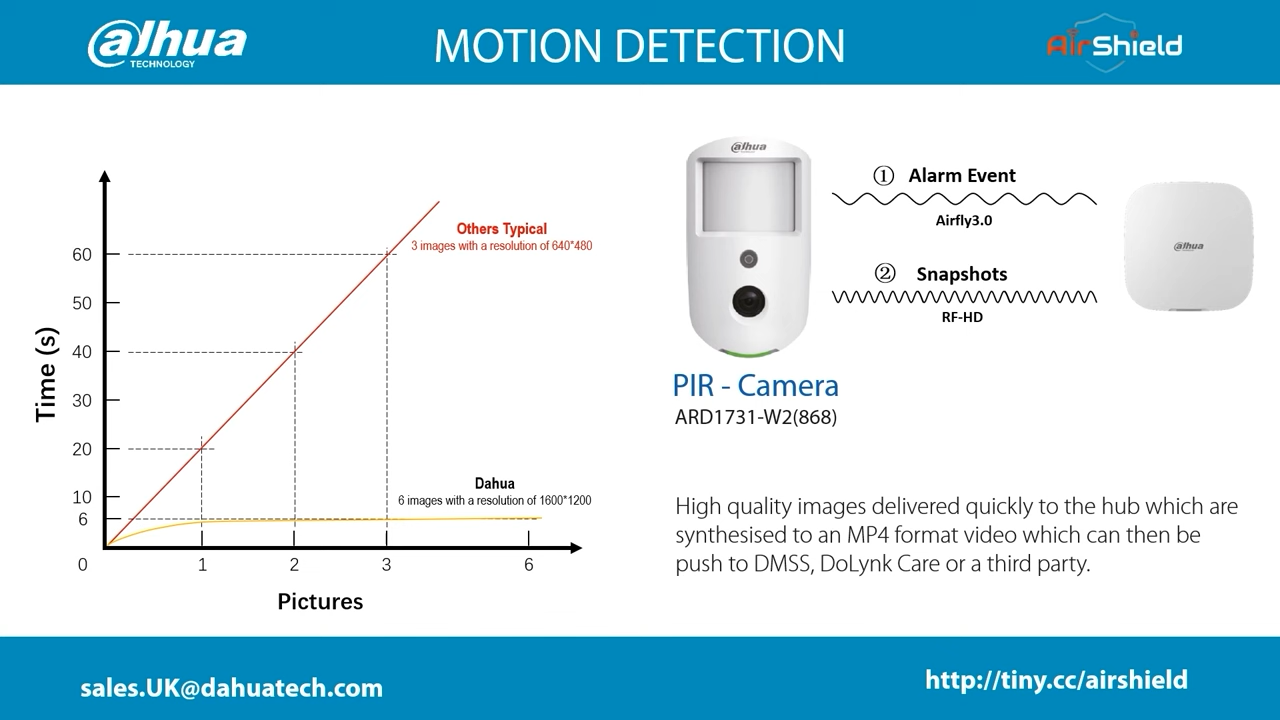 alhua
TECHNOLOGY
MOTION DETECTION
AirShield
Time (s)
60
50
40
30
20
10
6
0
1
2
3
6
Pictures
Others Typical
3 images with a resolution of 640*480
Dahua
6 images with a resolution of 1600*1200
alhua
① Alarm Event
Airfly3.0
② Snapshots
RF-HD
alhua
PIR - Camera
ARD1731-W2(868)
High quality images delivered quickly to the hub which are
synthesised to an MP4 format video which can then be
push to DMSS, DoLynk Care or a third party.
sales.UK@dahuatech.com
http://tiny.cc/airshield